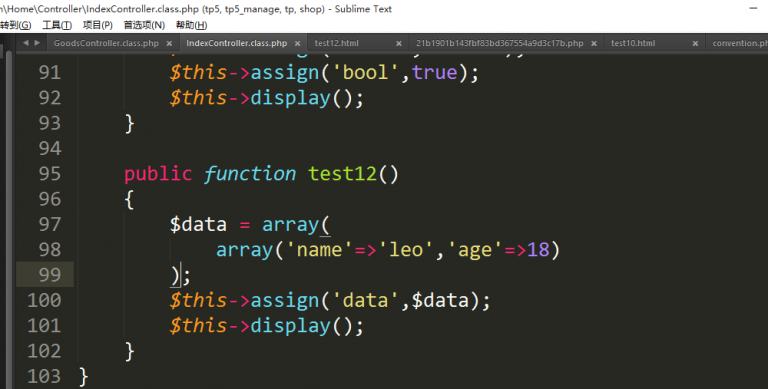 \Home\Controller\IndexController.class.php (tp5, tp5_manage, tp, shop) - Sublime Text
转到(G) 工具(T) 项目(P) 首选项(N) 帮助(H)
GoodsController.class.php × IndexController.class.php × test12.html × 21b1901b143fbf83bd367554a9d3c17b.php × test10.html × convention.ph
91 $this->assign('bool',true);
92 $this->display();
93 }
94
95 public function test12()
96 {
97 $data = array(
98 array('name'=>'leo','age'=>18)
99 );
100 $this->assign('data',$data);
101 $this->display();
102 }
103 }